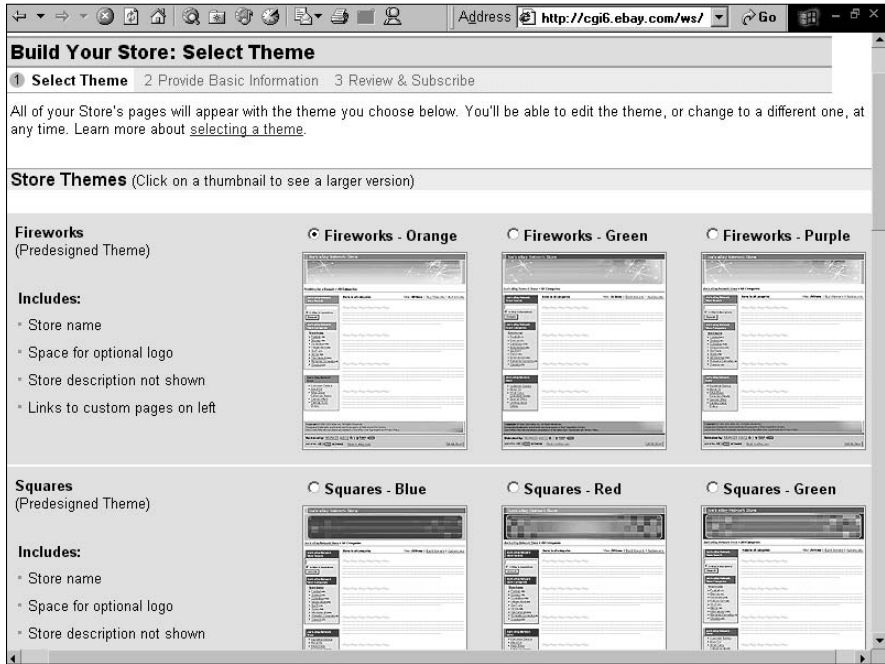 Address http://cgi6.ebay.com/ws/ Go
Build Your Store: Select Theme
1 Select Theme 2 Provide Basic Information 3 Review & Subscribe
All of your Store's pages will appear with the theme you choose below. You'll be able to edit the theme, or change to a different one, at
any time. Learn more about selecting a theme.
Store Themes (Click on a thumbnail to see a larger version)
Fireworks
(Predesigned Theme)
Includes:
Store name
Space for optional logo
Store description not shown
Links to custom pages on left
Fireworks - Orange
Fireworks - Green
Fireworks - Purple
Squares
(Predesigned Theme)
Includes:
Store name
Space for optional logo
Store description not shown
Squares - Blue
Squares - Red
Squares - Green